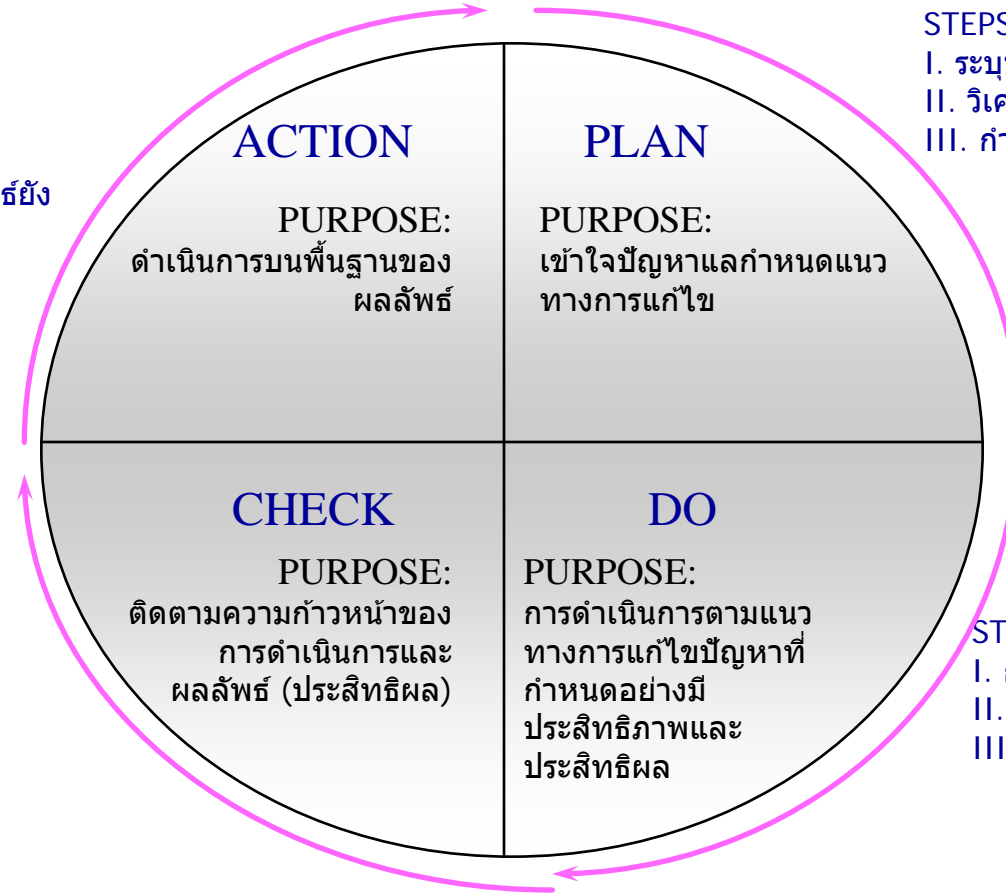 STEPS
I. ระบุ
II. วิเค
III. กำ
ธ์ยัง
ACTION
PURPOSE:
ดำเนินการบนพื้นฐานของ
ผลลัพธ์
PLAN
PURPOSE:
เข้าใจปัญหาแลกำหนดแนว
ทางการแก้ไข
CHECK
PURPOSE:
ติดตามความก้าวหน้าของ
การดำเนินการและ
ผลลัพธ์ (ประสิทธิผล)
DO
PURPOSE:
การดำเนินการตามแนว
ทางการแก้ไขปัญหาที่
กำหนดอย่างมี
ประสิทธิภาพและ
ประสิทธิผล
ST
I.
II.
III